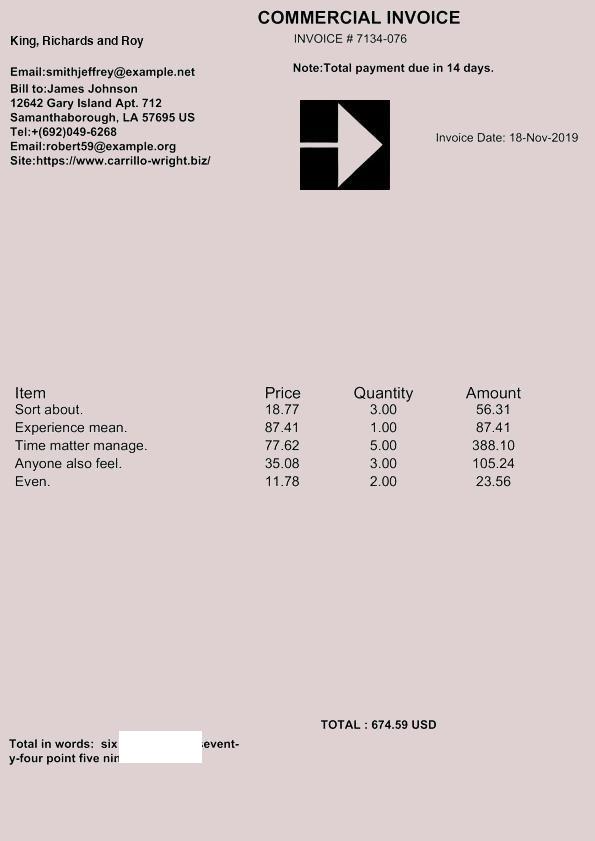 COMMERCIAL INVOICE
King, Richards and Roy
INVOICE # 7134-076
Email:smithjeffrey@example.net
Note:Total payment due in 14 days.
Bill to:James Johnson
12642 Gary Island Apt. 712
Samanthaborough, LA 57695 US
Tel:+(692)049-6268
Email:robert59@example.org
Site:https://www.carrillo-wright.biz/
Invoice Date: 18-Nov-2019
Item Price Quantity Amount
Sort about. 18.77 3.00 56.31
Experience mean. 87.41 1.00 87.41
Time matter manage. 77.62 5.00 388.10
Anyone also feel. 35.08 3.00 105.24
Even. 11.78 2.00 23.56
TOTAL : 674.59 USD
Total in words: six
y-four point five